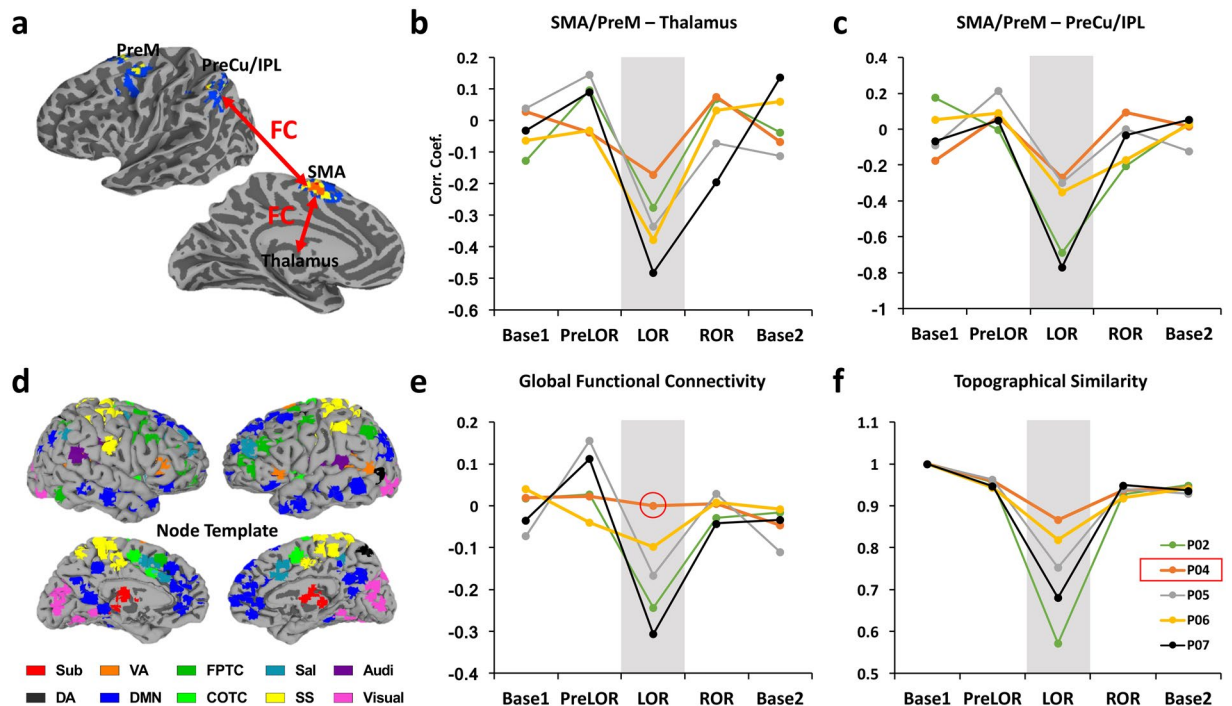 a
PreM
PreCu/IPL
FC
SMA
FC
Thalamus
b
SMA/PreM – Thalamus
Corr. Coef.
0.2
0.1
0
-0.1
-0.2
-0.3
-0.4
-0.5
-0.6
Base1 PreLOR LOR ROR Base2
c
SMA/PreM – PreCu/IPL
0.4
0.2
0
-0.2
-0.4
-0.6
-0.8
-1
Base1 PreLOR LOR ROR Base2
d
Node Template
Sub VA FPTC Sal Audi
DA DMN COTC SS Visual
e
Global Functional Connectivity
0.2
0.1
0
-0.1
-0.2
-0.3
-0.4
Base1 PreLOR LOR ROR Base2
f
Topographical Similarity
1.1
1
0.9
0.8
0.7
0.6
0.5
Base1 PreLOR LOR ROR Base2
P02
P04
P05
P06
P07